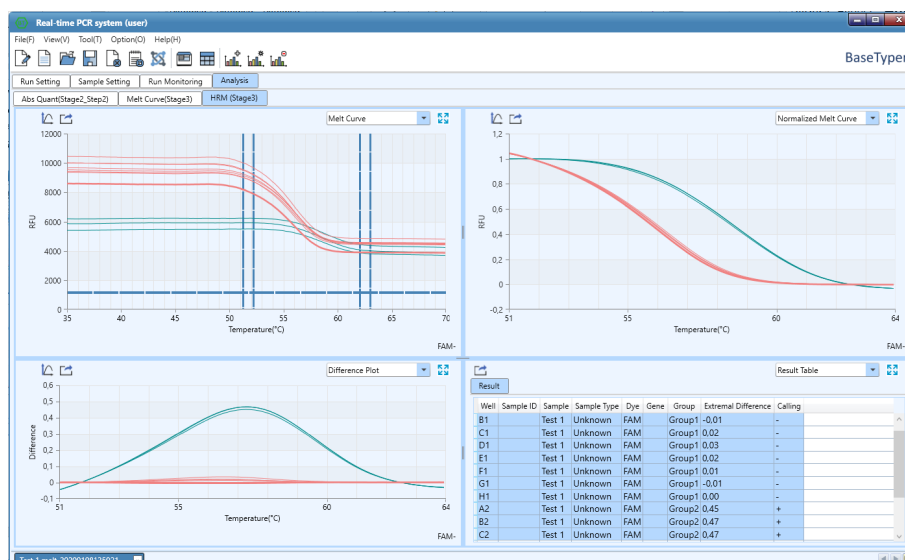 Real-time PCR system (user)
File(F) View(V) Tool(T) Option(O) Help(H)
BaseTyper
Run Setting Sample Setting Run Monitoring Analysis
Abs Quant(Stage2_Step2) Melt Curve(Stage3) HRM (Stage3)
Melt Curve
12000
10000
8000
6000
4000
2000
0
RFU
35 40 45 50 55 60 65 70
Temperature(°C)
FAM-
Normalized Melt Curve
1,2
1
0,8
0,6
0,4
0,2
0
-0,2
RFU
51 55 60 64
Temperature(°C)
FAM-
Difference Plot
0,6
0,5
0,4
0,3
0,2
0,1
0
-0,1
Difference
51 55 60 64
Temperature(°C)
FAM-
Result Table
Result
Well Sample ID Sample Sample Type Dye Gene Group Extremal Difference Calling
B1 Test 1 Unknown FAM Group1 -0,01 -
C1 Test 1 Unknown FAM Group1 0,02 -
D1 Test 1 Unknown FAM Group1 0,03 -
E1 Test 1 Unknown FAM Group1 0,02 -
F1 Test 1 Unknown FAM Group1 0,01 -
G1 Test 1 Unknown FAM Group1 -0,01 -
H1 Test 1 Unknown FAM Group1 0,00 -
A2 Test 1 Unknown FAM Group2 0,45 +
B2 Test 1 Unknown FAM Group2 0,47 +
C2 Test 1 Unknown FAM Group2 0,47 +